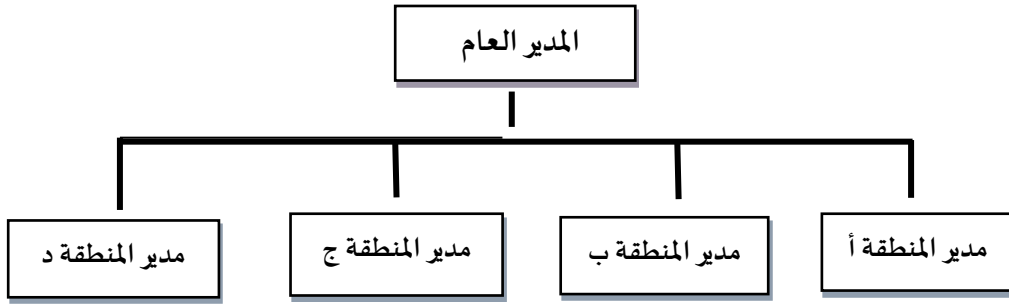 المدير العام
مدير المنطقة أ
مدير المنطقة ب
مدير المنطقة ج
مدير المنطقة د